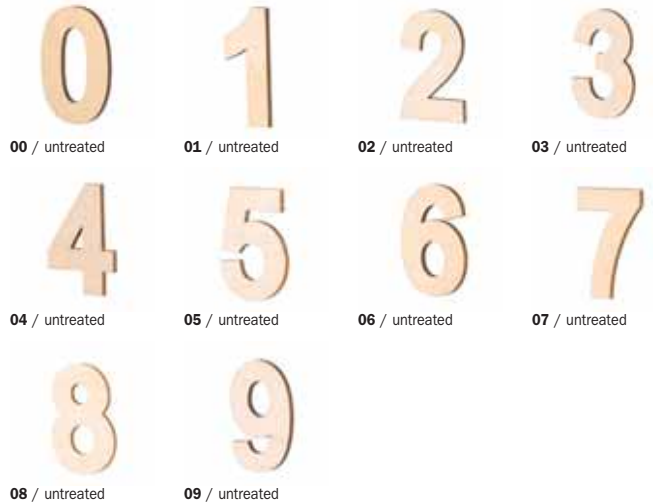 0 1 2 3
00 / untreated 01 / untreated 02 / untreated 03 / untreated
4 5 6 7
04 / untreated 05 / untreated 06 / untreated 07 / untreated
8 9
08 / untreated 09 / untreated